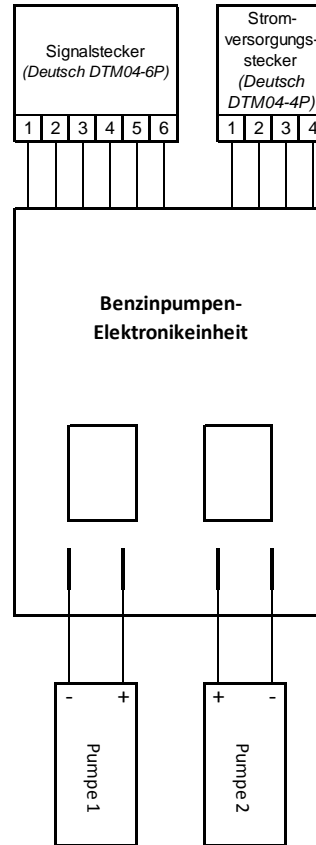 Signalstecker
(Deutsch DTM04-6P)
1 2 3 4 5 6
Strom-
versorgungs-
stecker
(Deutsch
DTM04-4P)
1 2 3 4
Benzinpumpen-
Elektronikeinheit
- +
Pumpe 1
+ -
Pumpe 2